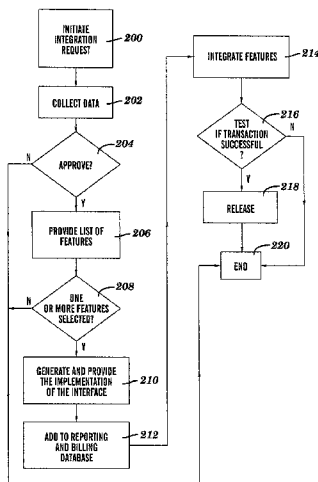 INITIATE
INTEGRATION
REQUEST
200
COLLECT DATA
202
204
N
APPROVE?
Y
PROVIDE LIST OF
FEATURES
206
208
N
ONE
OR MORE FEATURES
SELECTED?
Y
GENERATE AND PROVIDE
THE IMPLEMENTATION
OF THE INTERFACE
210
ADD TO REPORTING
AND BILLING
DATABASE
212
INTEGRATE FEATURES
214
216
TEST
IF TRANSACTION
SUCCESSFUL
?
N
Y
218
RELEASE
220
END